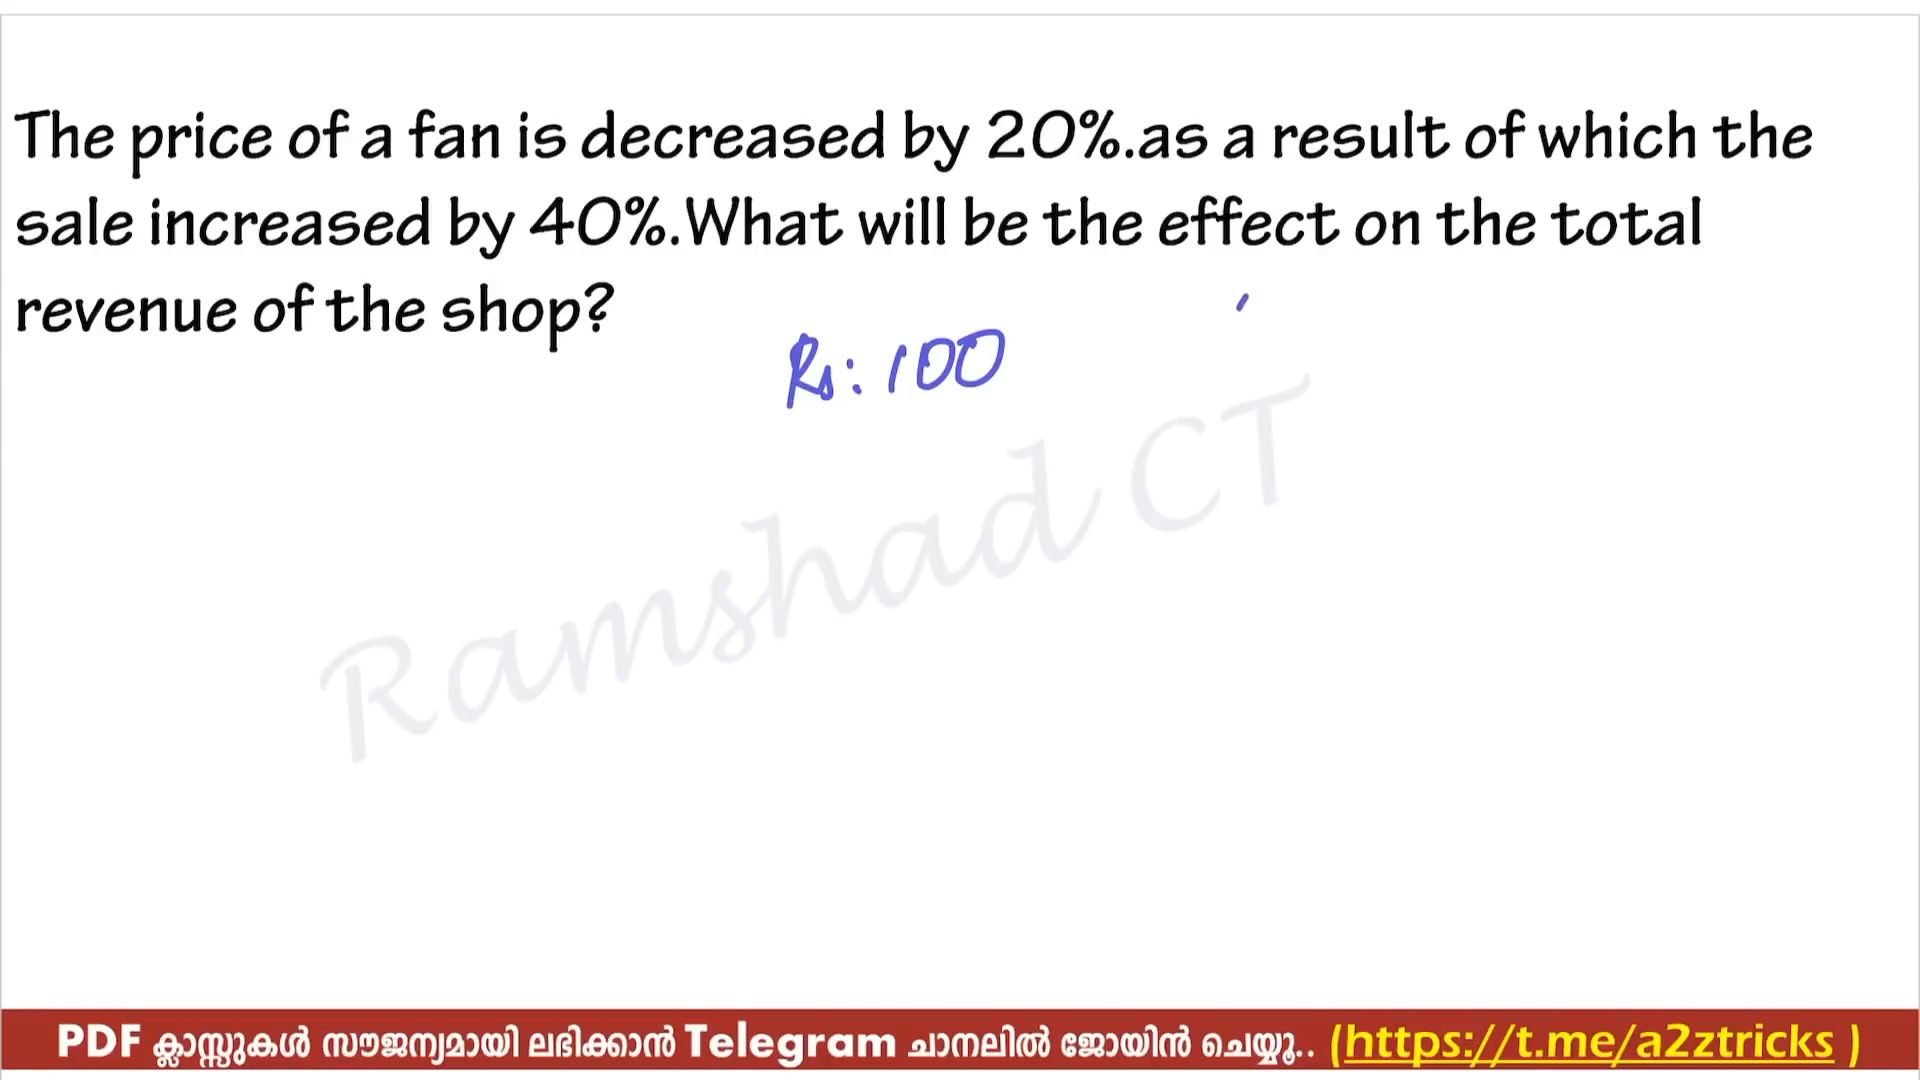 The price of a fan is decreased by 20%.as a result of which the
sale increased by 40%.What will be the effect on the total
revenue of the shop?
Rs: 100
Ramshad CT
PDF ക്ലാസ്സുകൾ സൗജന്യമായി ലഭിക്കാൻ Telegram ചാനലിൽ ജോയിൻ ചെയ്യൂ.. (https://t.me/a2ztricks )